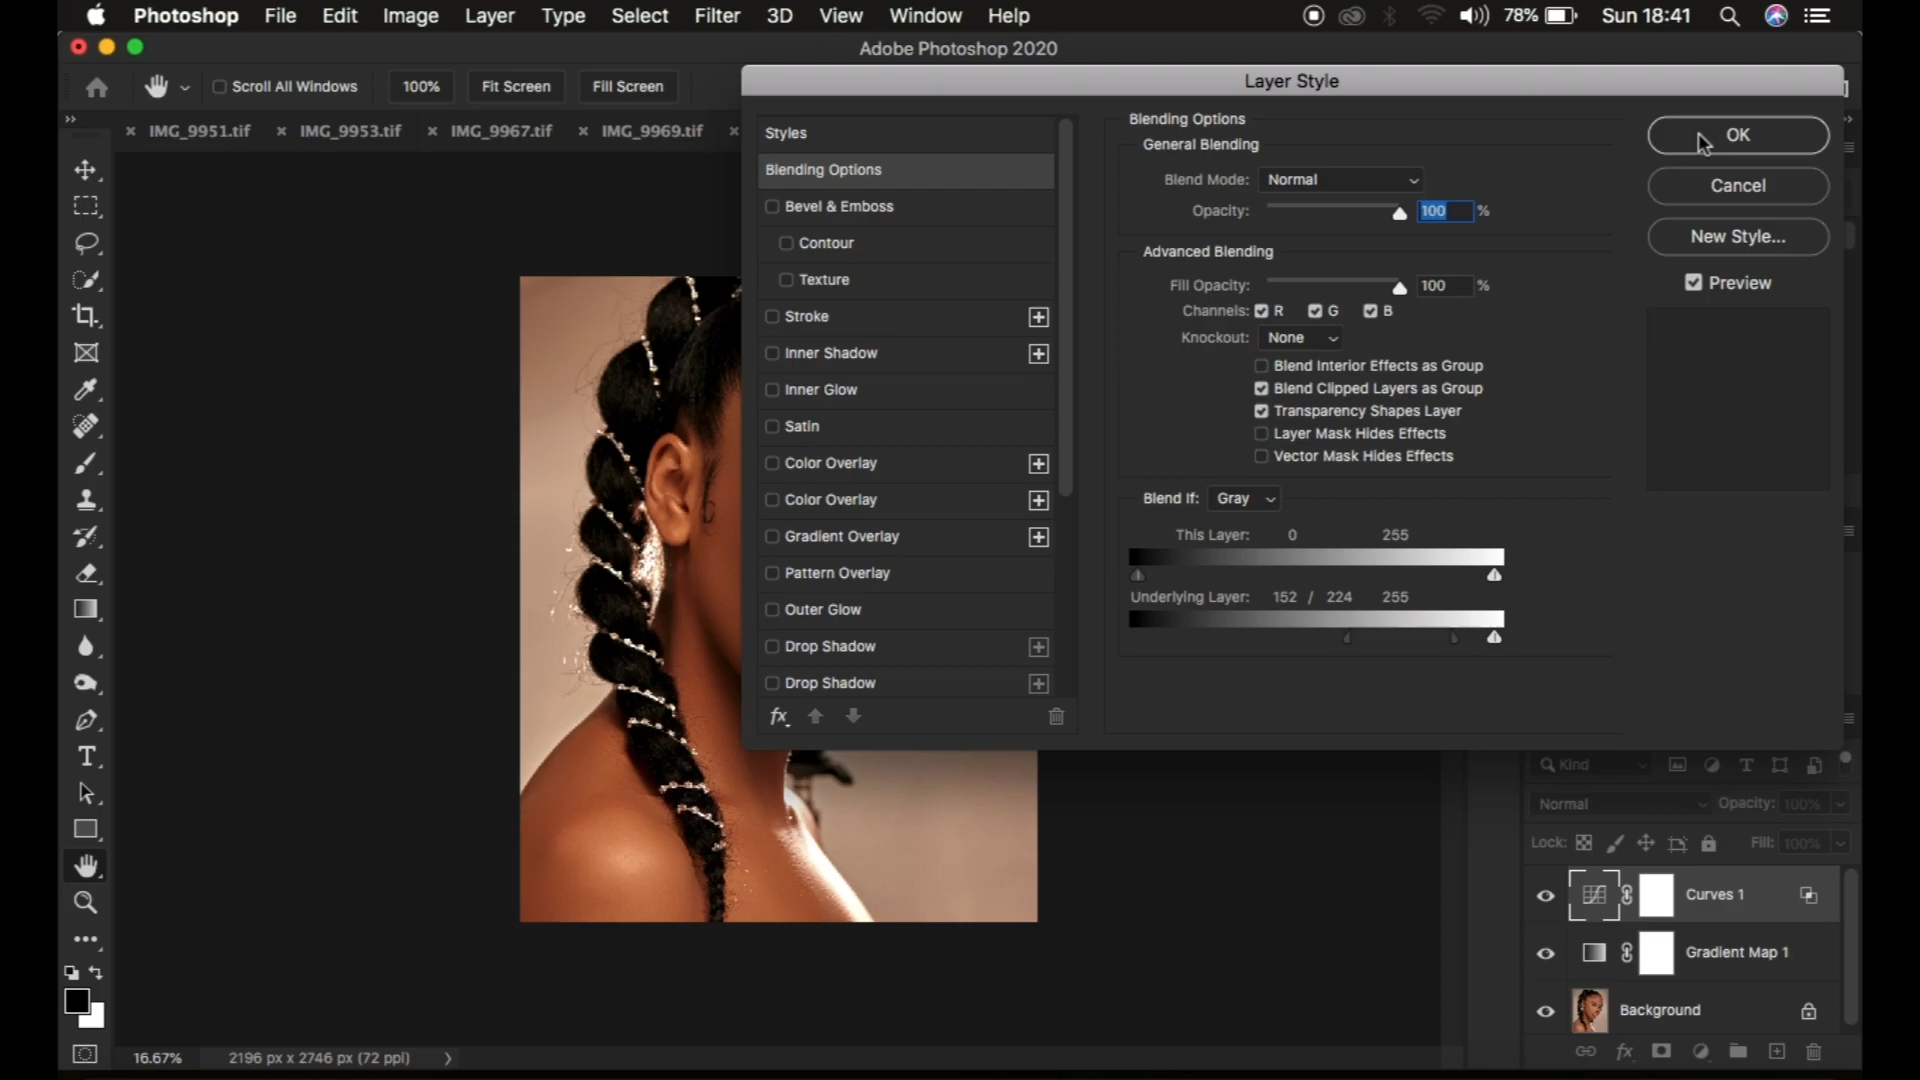 Photoshop File Edit Image Layer Type Select Filter 3D View Window Help 78% Sun 18:41
Adobe Photoshop 2020
Scroll All Windows 100% Fit Screen Fill Screen
IMG_9951.tif IMG_9953.tif IMG_9967.tif IMG_9969.tif
Layer Style
Styles
Blending Options
Bevel & Emboss
Contour
Texture
Stroke
Inner Shadow
Inner Glow
Satin
Color Overlay
Color Overlay
Gradient Overlay
Pattern Overlay
Outer Glow
Drop Shadow
Drop Shadow
fx
Blending Options
General Blending
Blend Mode: Normal
Opacity: 100 %
Advanced Blending
Fill Opacity: 100 %
Channels: R G B
Knockout: None
Blend Interior Effects as Group
Blend Clipped Layers as Group
Transparency Shapes Layer
Layer Mask Hides Effects
Vector Mask Hides Effects
Blend If: Gray
This Layer: 0 255
Underlying Layer: 152 / 224 255
OK
Cancel
New Style...
Preview
Kind
Normal Opacity: 100%
Lock: Fill: 100%
Curves 1
Gradient Map 1
Background
fx
16.67% 2196 px x 2746 px (72 ppi)